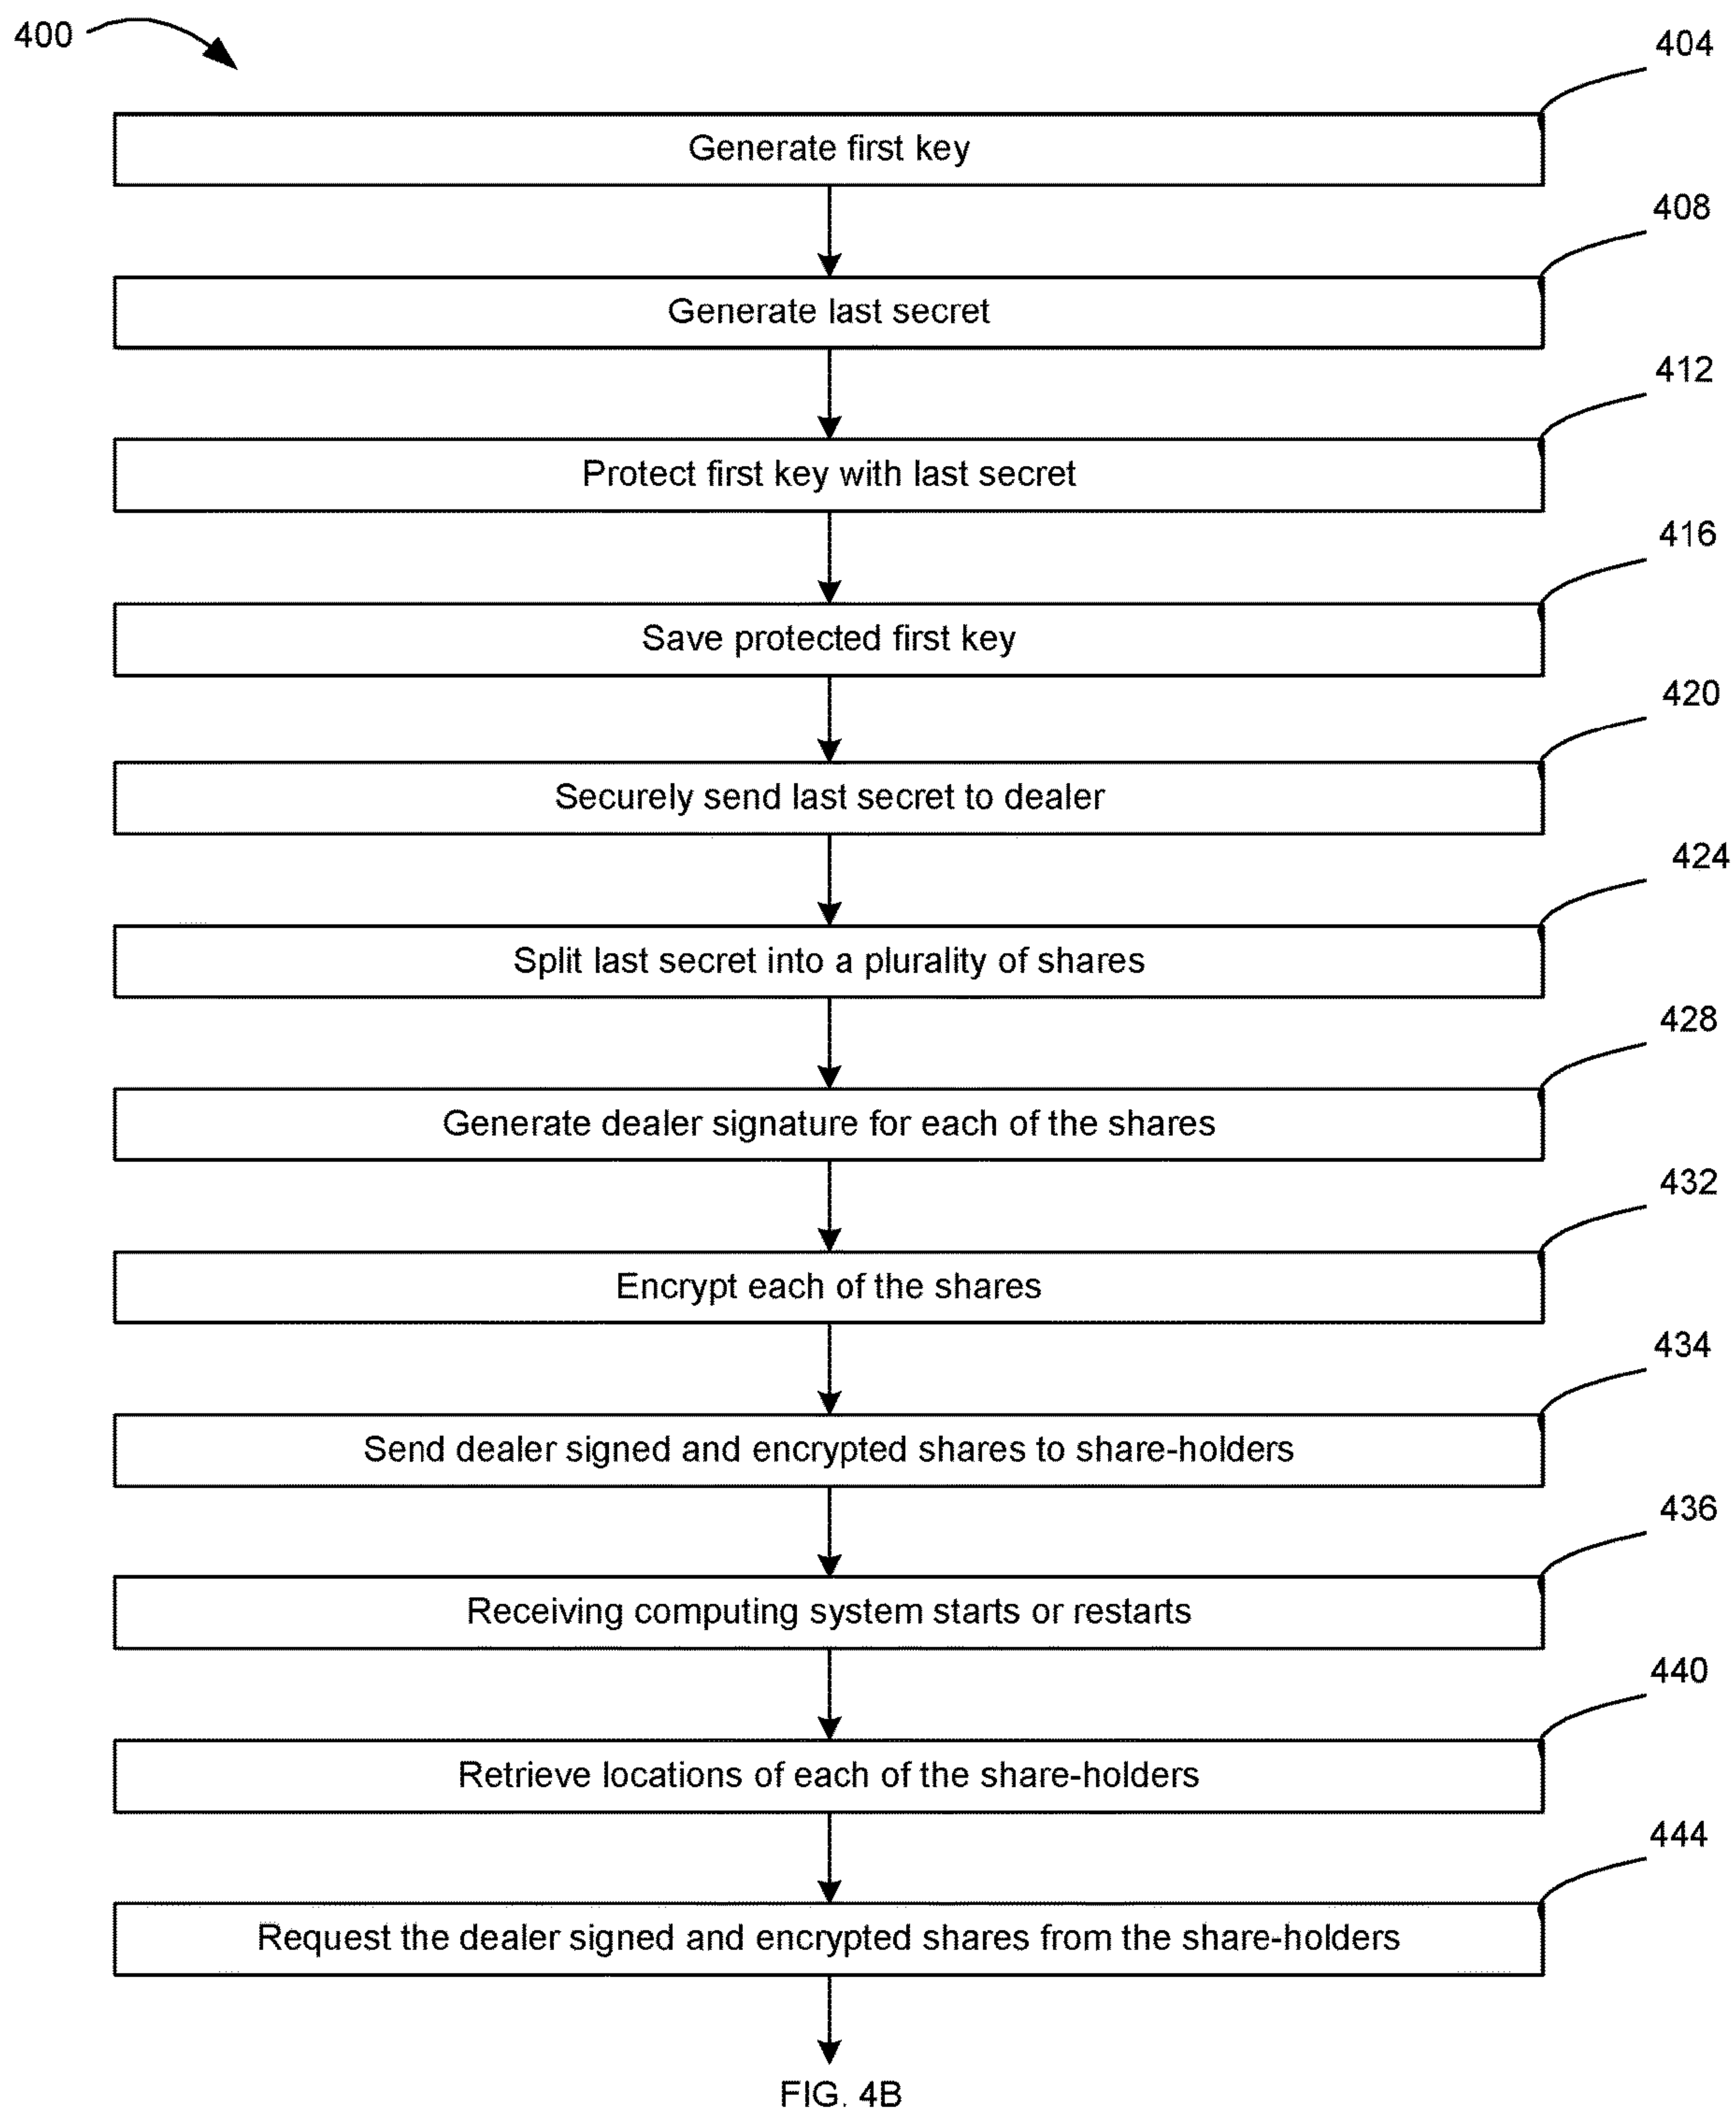 400
404
Generate first key
408
Generate last secret
412
Protect first key with last secret
416
Save protected first key
420
Securely send last secret to dealer
424
Split last secret into a plurality of shares
428
Generate dealer signature for each of the shares
432
Encrypt each of the shares
434
Send dealer signed and encrypted shares to share-holders
436
Receiving computing system starts or restarts
440
Retrieve locations of each of the share-holders
444
Request the dealer signed and encrypted shares from the share-holders
FIG. 4B